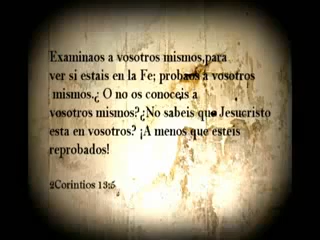 Examinaos a vosotros mismos,para
ver si estais en la Fe; probaos a vosotros
mismos.¿ O no os conoceis a
vosotros mismos?¿No sabeis que Jesucristo
esta en vosotros? ¡A menos que esteis
reprobados!
2Corintios 13:5